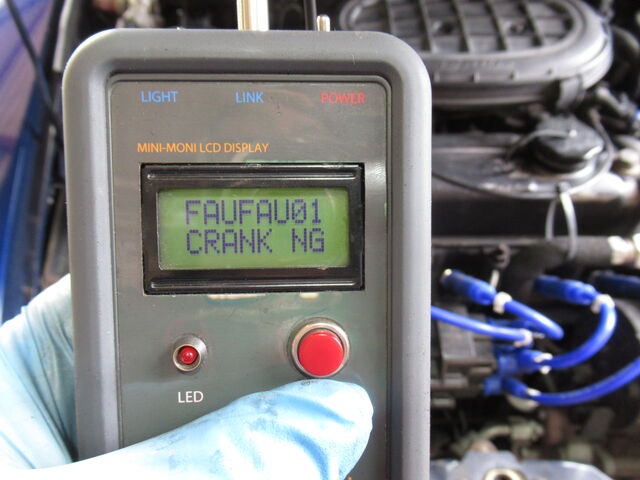 LIGHT LINK POWER
MINI-MONI LCD DISPLAY
FAUFAU01
CRANK NG
LED